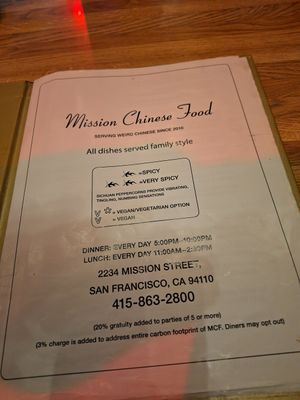 Mission Chinese Food
SERVING WEIRD CHINESE SINCE 2010
All dishes served family style
=SPICY
=VERY SPICY
SICHUAN PEPPERCORNS PROVIDE VIBRATING,
TINGLING, NUMBING SENSATIONS
= VEGAN/VEGETARIAN OPTION
= VEGAN
DINNER: EVERY DAY 5:00PM-10:00PM
LUNCH: EVERY DAY 11:00AM-2:30PM
2234 MISSION STREET,
SAN FRANCISCO, CA 94110
415-863-2800
(20% gratuity added to parties of 5 or more)
(3% charge is added to address entire carbon footprint of MCF. Diners may opt out)